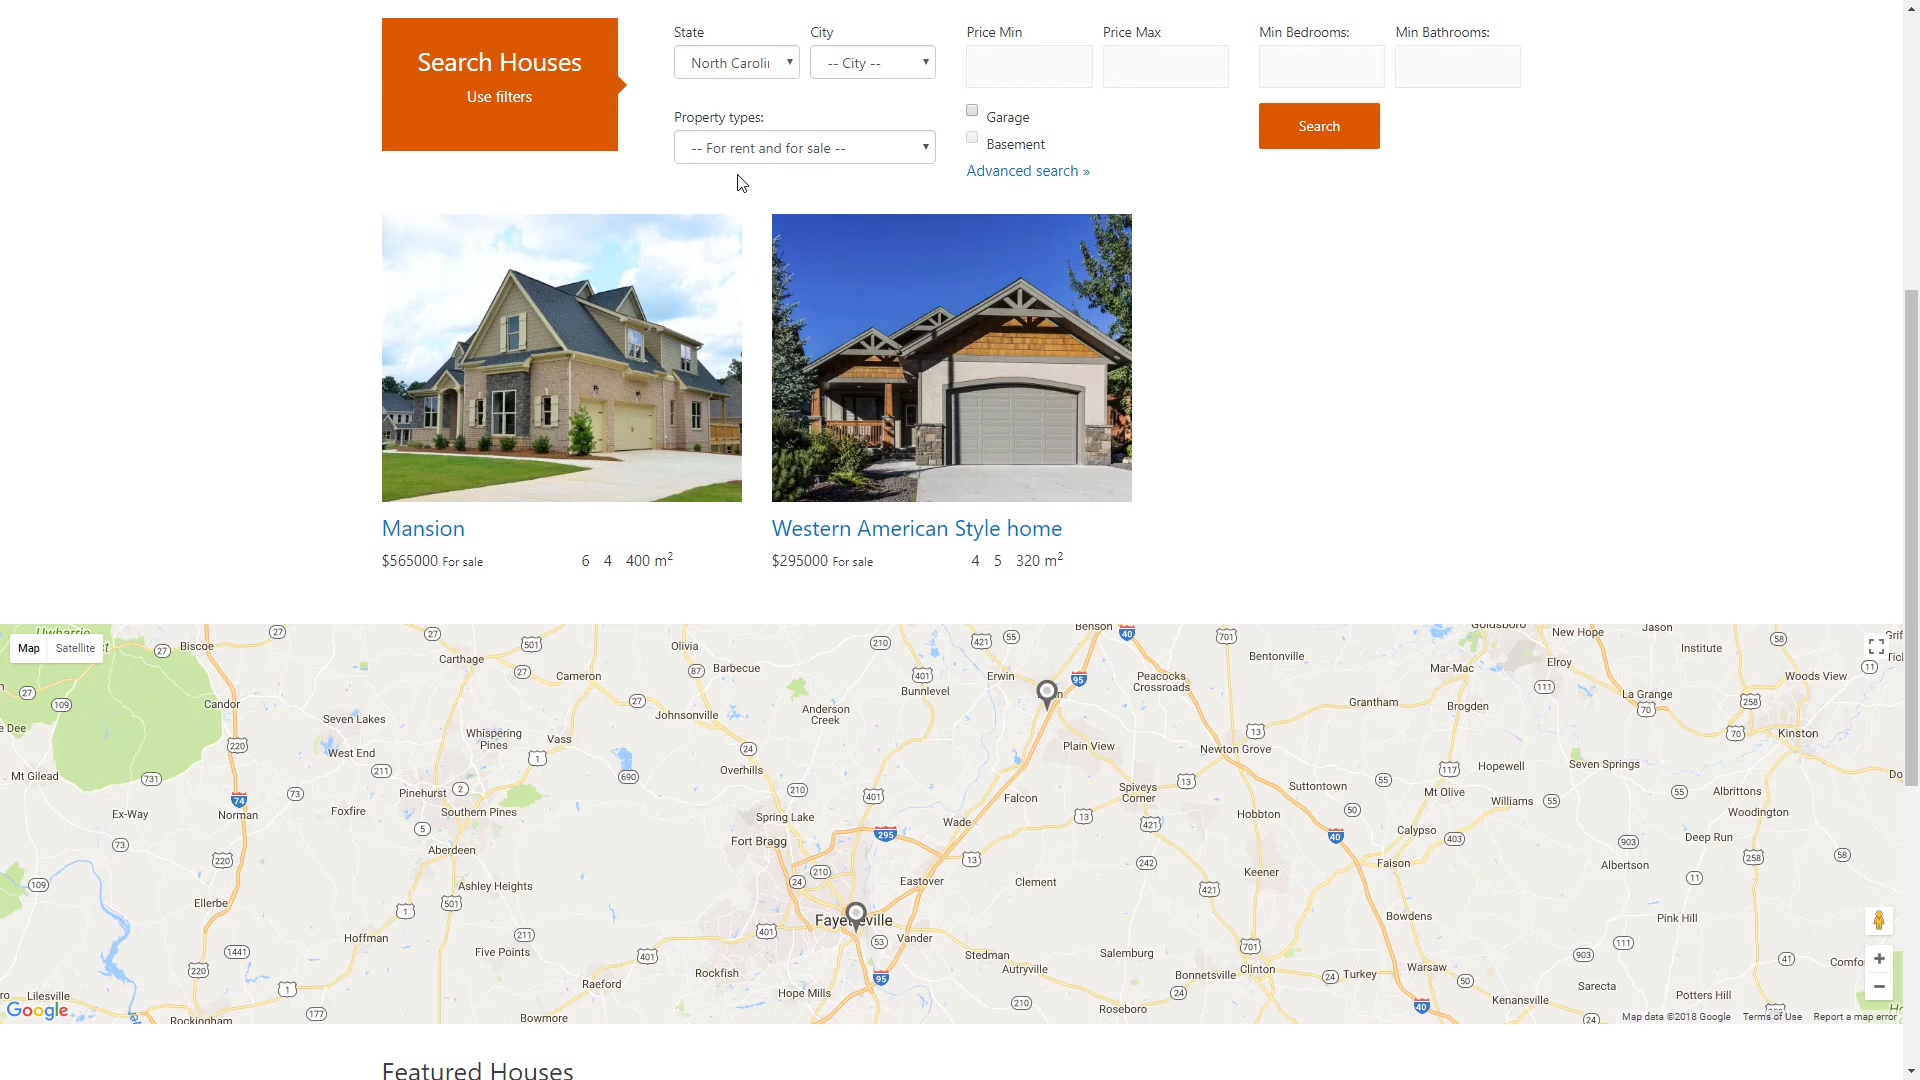 Search Houses
Use filters
State
City
Price Min
Price Max
Min Bedrooms:
Min Bathrooms:
-- City --
Property types:
-- For rent and for sale --
Garage
Basement
Advanced search »
Search
Mansion
$565000 For sale
6 4 400 m²
Western American Style home
$295000 For sale
4 5 320 m²
Map
Satellite
Biscoe
Carthage
Cameron
Olivia
Barbecue
Bunnlevel
Erwin
Benson
Peacocks
Crossroads
Bentonville
Mar-Mac
Goldsboro
New Hope
Elroy
Jason
Institute
Woods View
La Grange
Kinston
Candor
Seven Lakes
West End
Whispering
Pines
Vass
Johnsonville
Anderson
Creek
Plain View
Newton Grove
Grantham
Brogden
Mt Gilead
Ex-Way
Norman
Foxfire
Pinehurst
Southern Pines
Overhills
Spring Lake
Fort Bragg
Falcon
Wade
Spiveys
Corner
Hobbton
Suttontown
Hopewell
Mt Olive
Williams
Seven Springs
Albrittons
Woodington
Deep Run
Calypso
Faison
Albertson
Aberdeen
Ashley Heights
Ellerbe
Hoffman
Five Points
Raeford
Rockfish
Hope Mills
Eastover
Vander
Clement
Keener
Stedman
Autryville
Salemburg
Roseboro
Bonnetsville
Clinton
Turkey
Warsaw
Bowdens
Pink Hill
Sarecta
Kenansville
Potters Hill
Lilesville
Rockingham
Bowmore
Google
Map data ©2018 Google
Terms of Use
Report a map error
Featured Houses